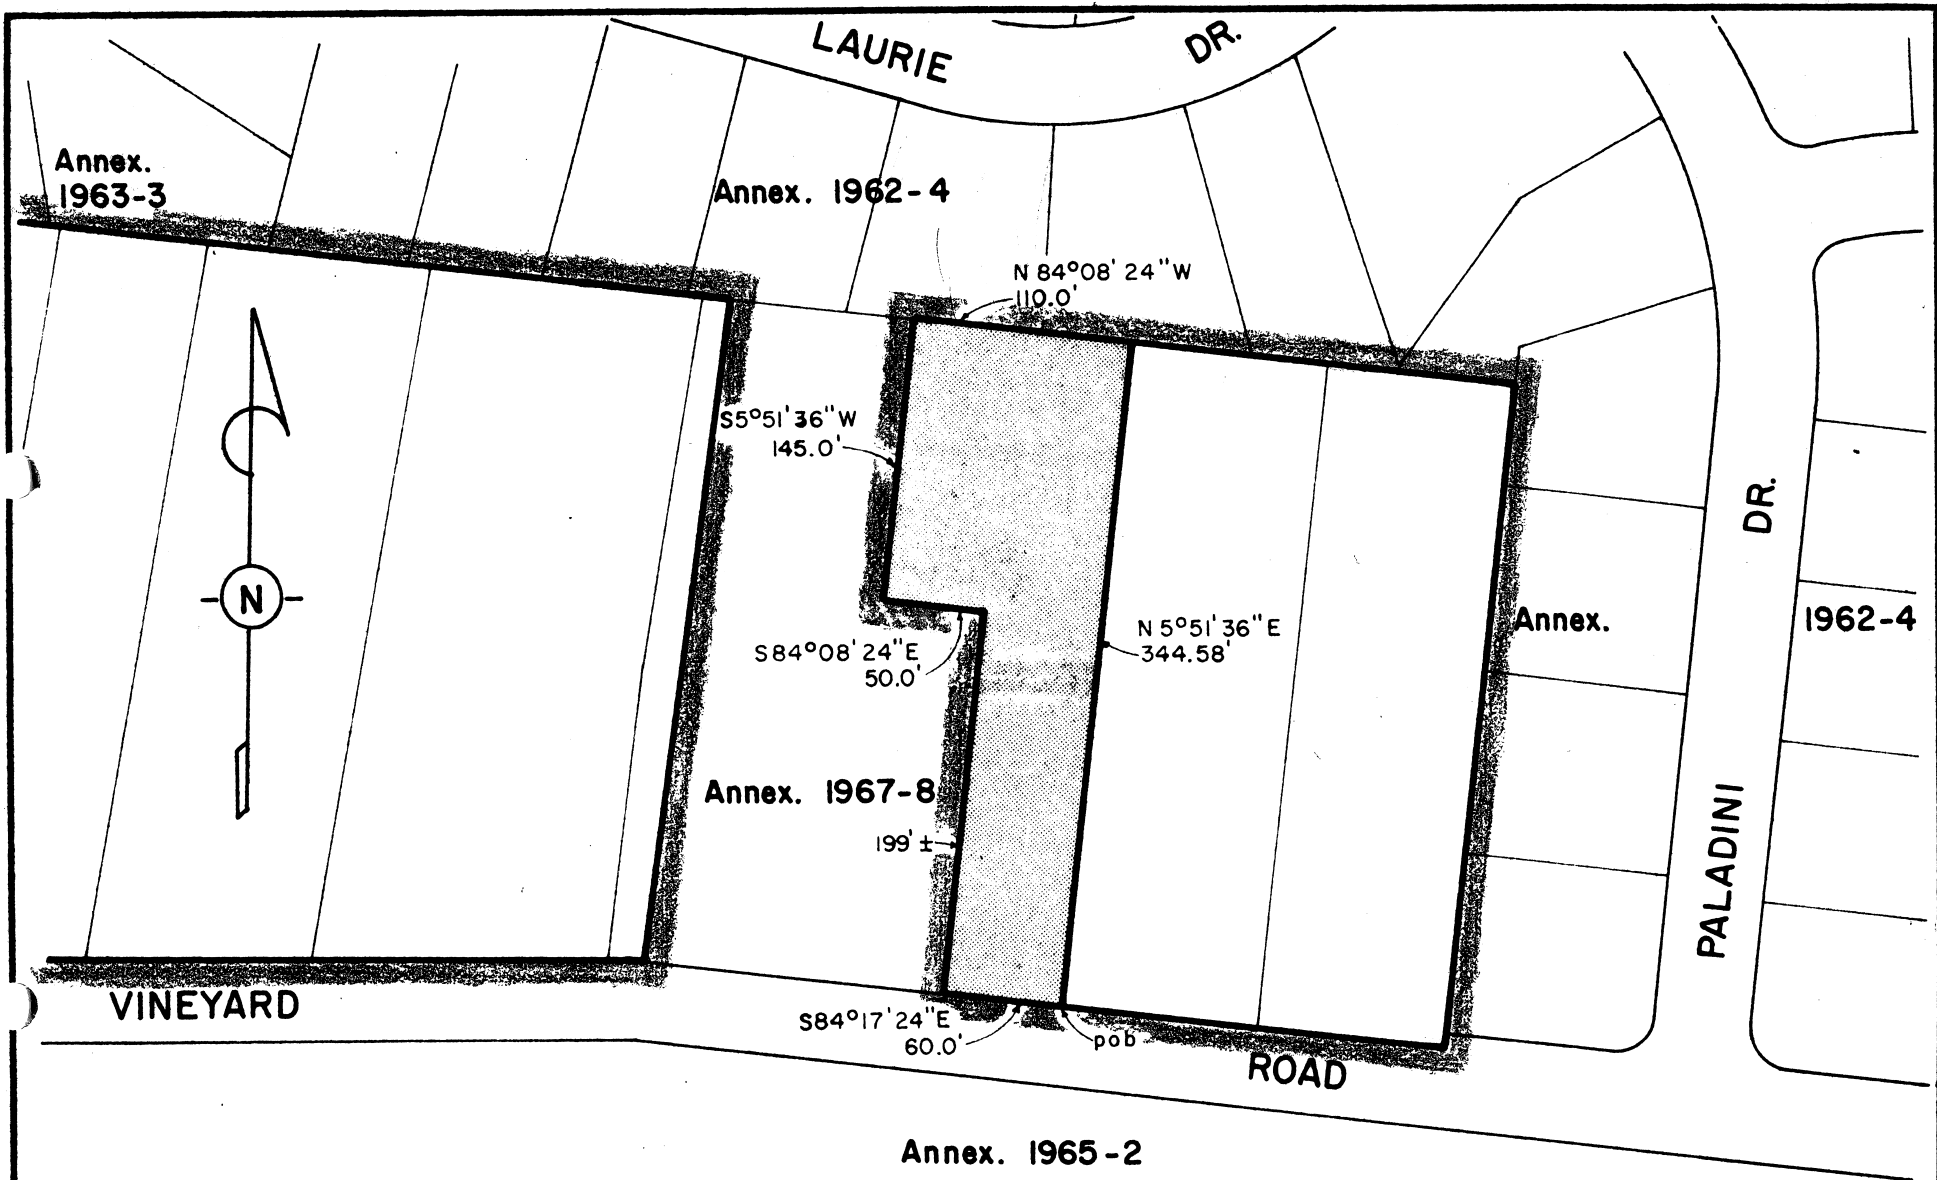 LAURIE DR.
Annex.
1963-3
Annex. 1962-4
N 84°08' 24"W
110.0'
S5°51'36"W
145.0'
N
S84°08'24"E
50.0'
N 5°51'36"E
344.58'
Annex. 1962-4
PALADINI DR.
Annex. 1967-8
199' ±
VINEYARD ROAD
S84°17'24"E
60.0'
pob
Annex. 1965-2